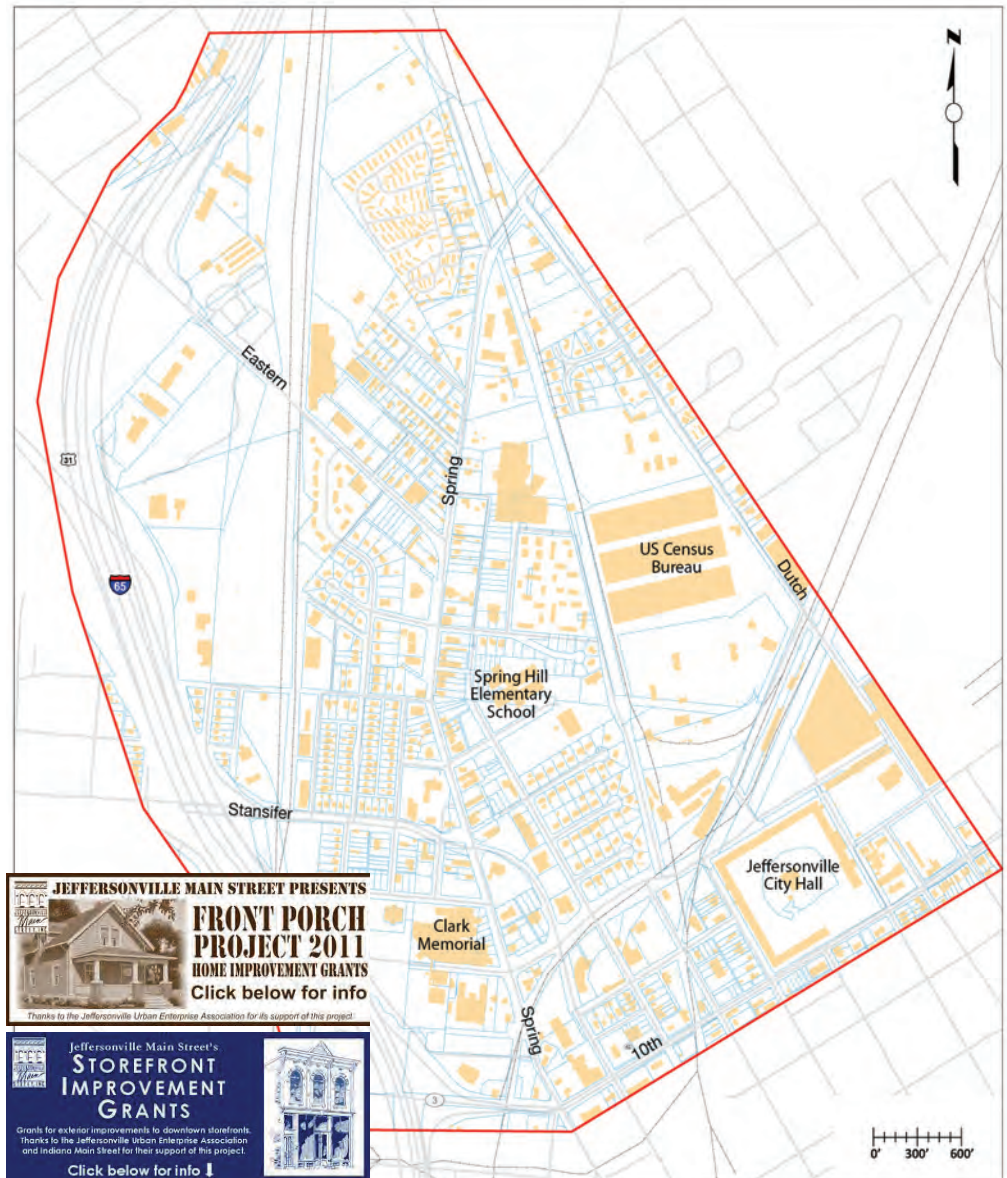 N
Eastern
Spring
31
65
US Census
Bureau
Dutch
Spring Hill
Elementary
School
Stansifer
Jeffersonville
City Hall
Clark
Memorial
Spring
10th
3
0' 300' 600'
JEFFERSONVILLE MAIN STREET PRESENTS
FRONT PORCH
PROJECT 2011
HOME IMPROVEMENT GRANTS
Click below for info
Thanks to the Jeffersonville Urban Enterprise Association for its support of this project.
Jeffersonville Main Street's
STOREFRONT
IMPROVEMENT
GRANTS
Grants for exterior improvements to downtown storefronts.
Thanks to the Jeffersonville Urban Enterprise Association
and Indiana Main Street for their support of this project.
Click below for info